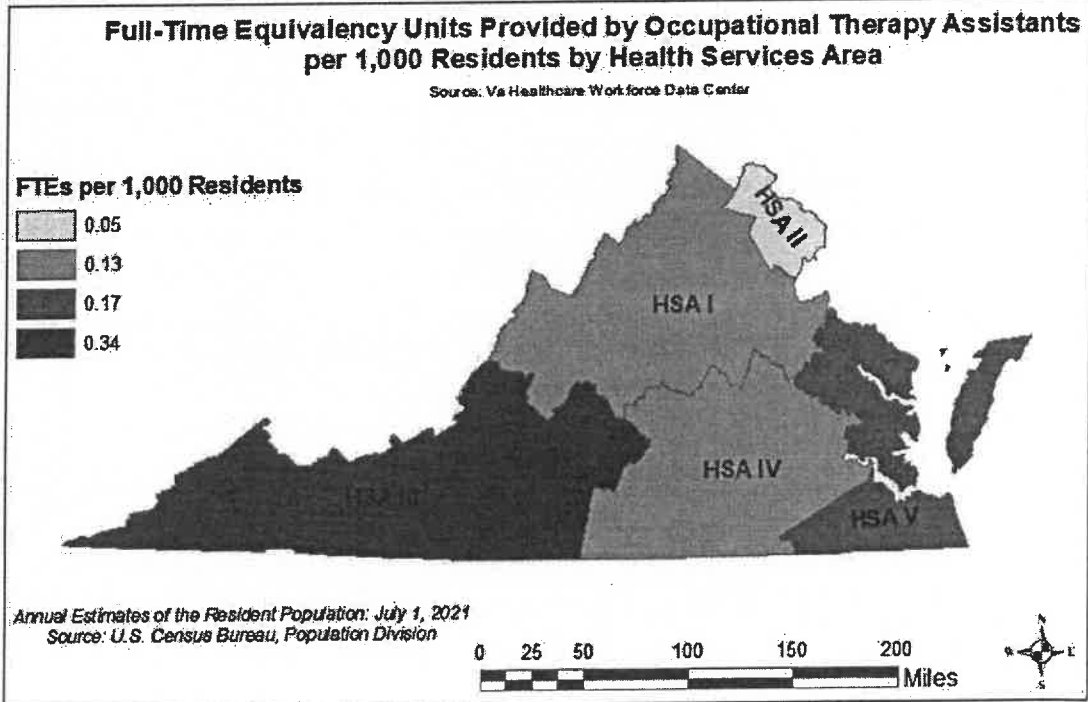 Full-Time Equivalency Units Provided by Occupational Therapy Assistants
per 1,000 Residents by Health Services Area
Source: Va Healthcare Workforce Data Center
FTEs per 1,000 Residents
0.05
0.13
0.17
0.34
HSA II
HSA I
HSA IV
HSA III
HSA V
Annual Estimates of the Resident Population: July 1, 2021
Source: U.S. Census Bureau, Population Division
0 25 50 100 150 200
Miles
N
W E
S